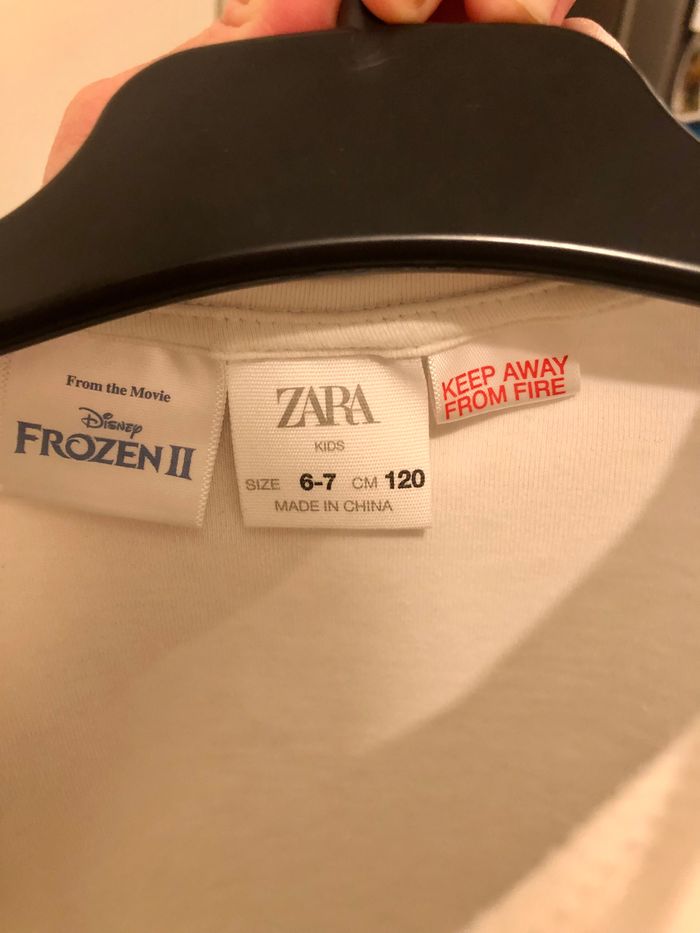 From the Movie
Disney
FROZEN II
ZARA
KIDS
SIZE 6-7 CM 120
MADE IN CHINA
KEEP AWAY
FROM FIRE